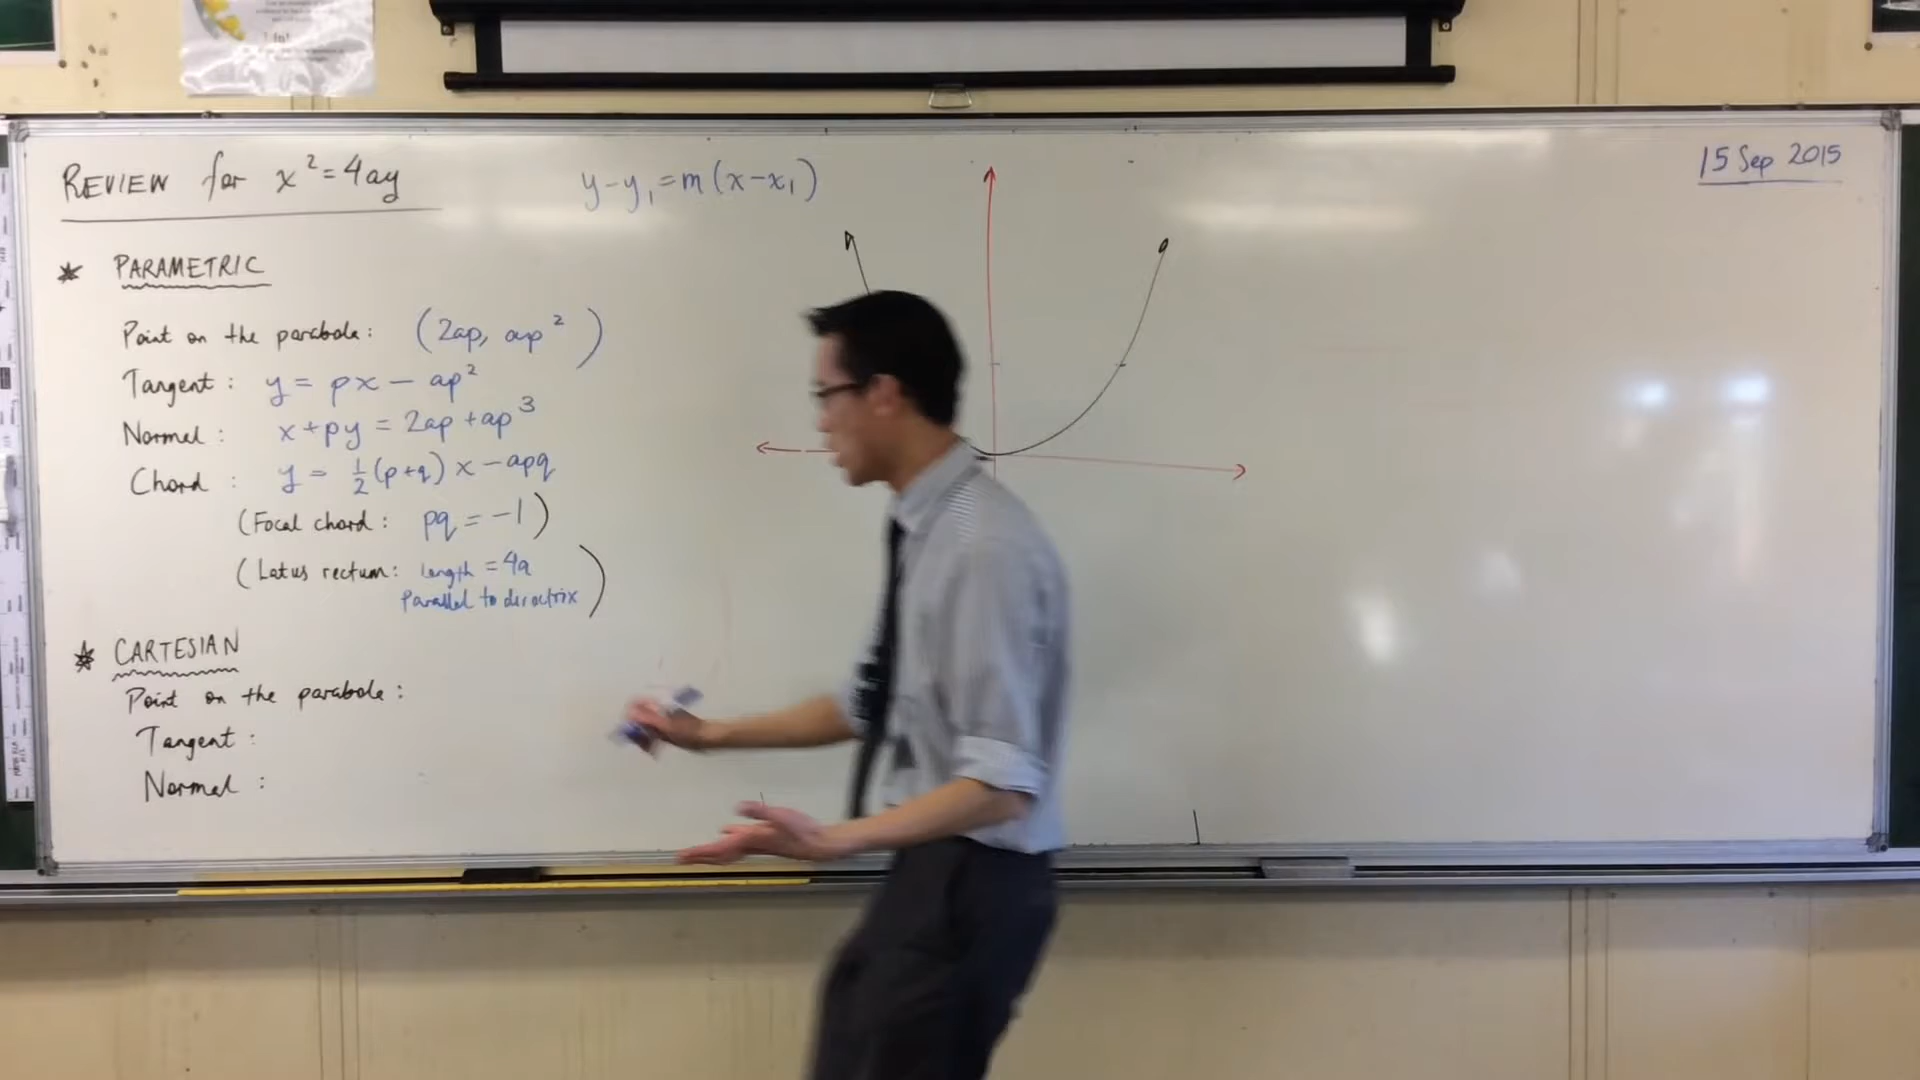 REVIEW for x² = 4ay
y - y₁ = m(x - x₁)
15 Sep 2015
* PARAMETRIC
Point on the parabola: (2ap, ap²)
Tangent: y = px - ap²
Normal: x + py = 2ap + ap³
Chord: y = ½(p+q)x - apq
(Focal chord: pq = -1)
(Latus rectum: length = 4a
Parallel to directrix)
* CARTESIAN
Point on the parabola:
Tangent:
Normal: